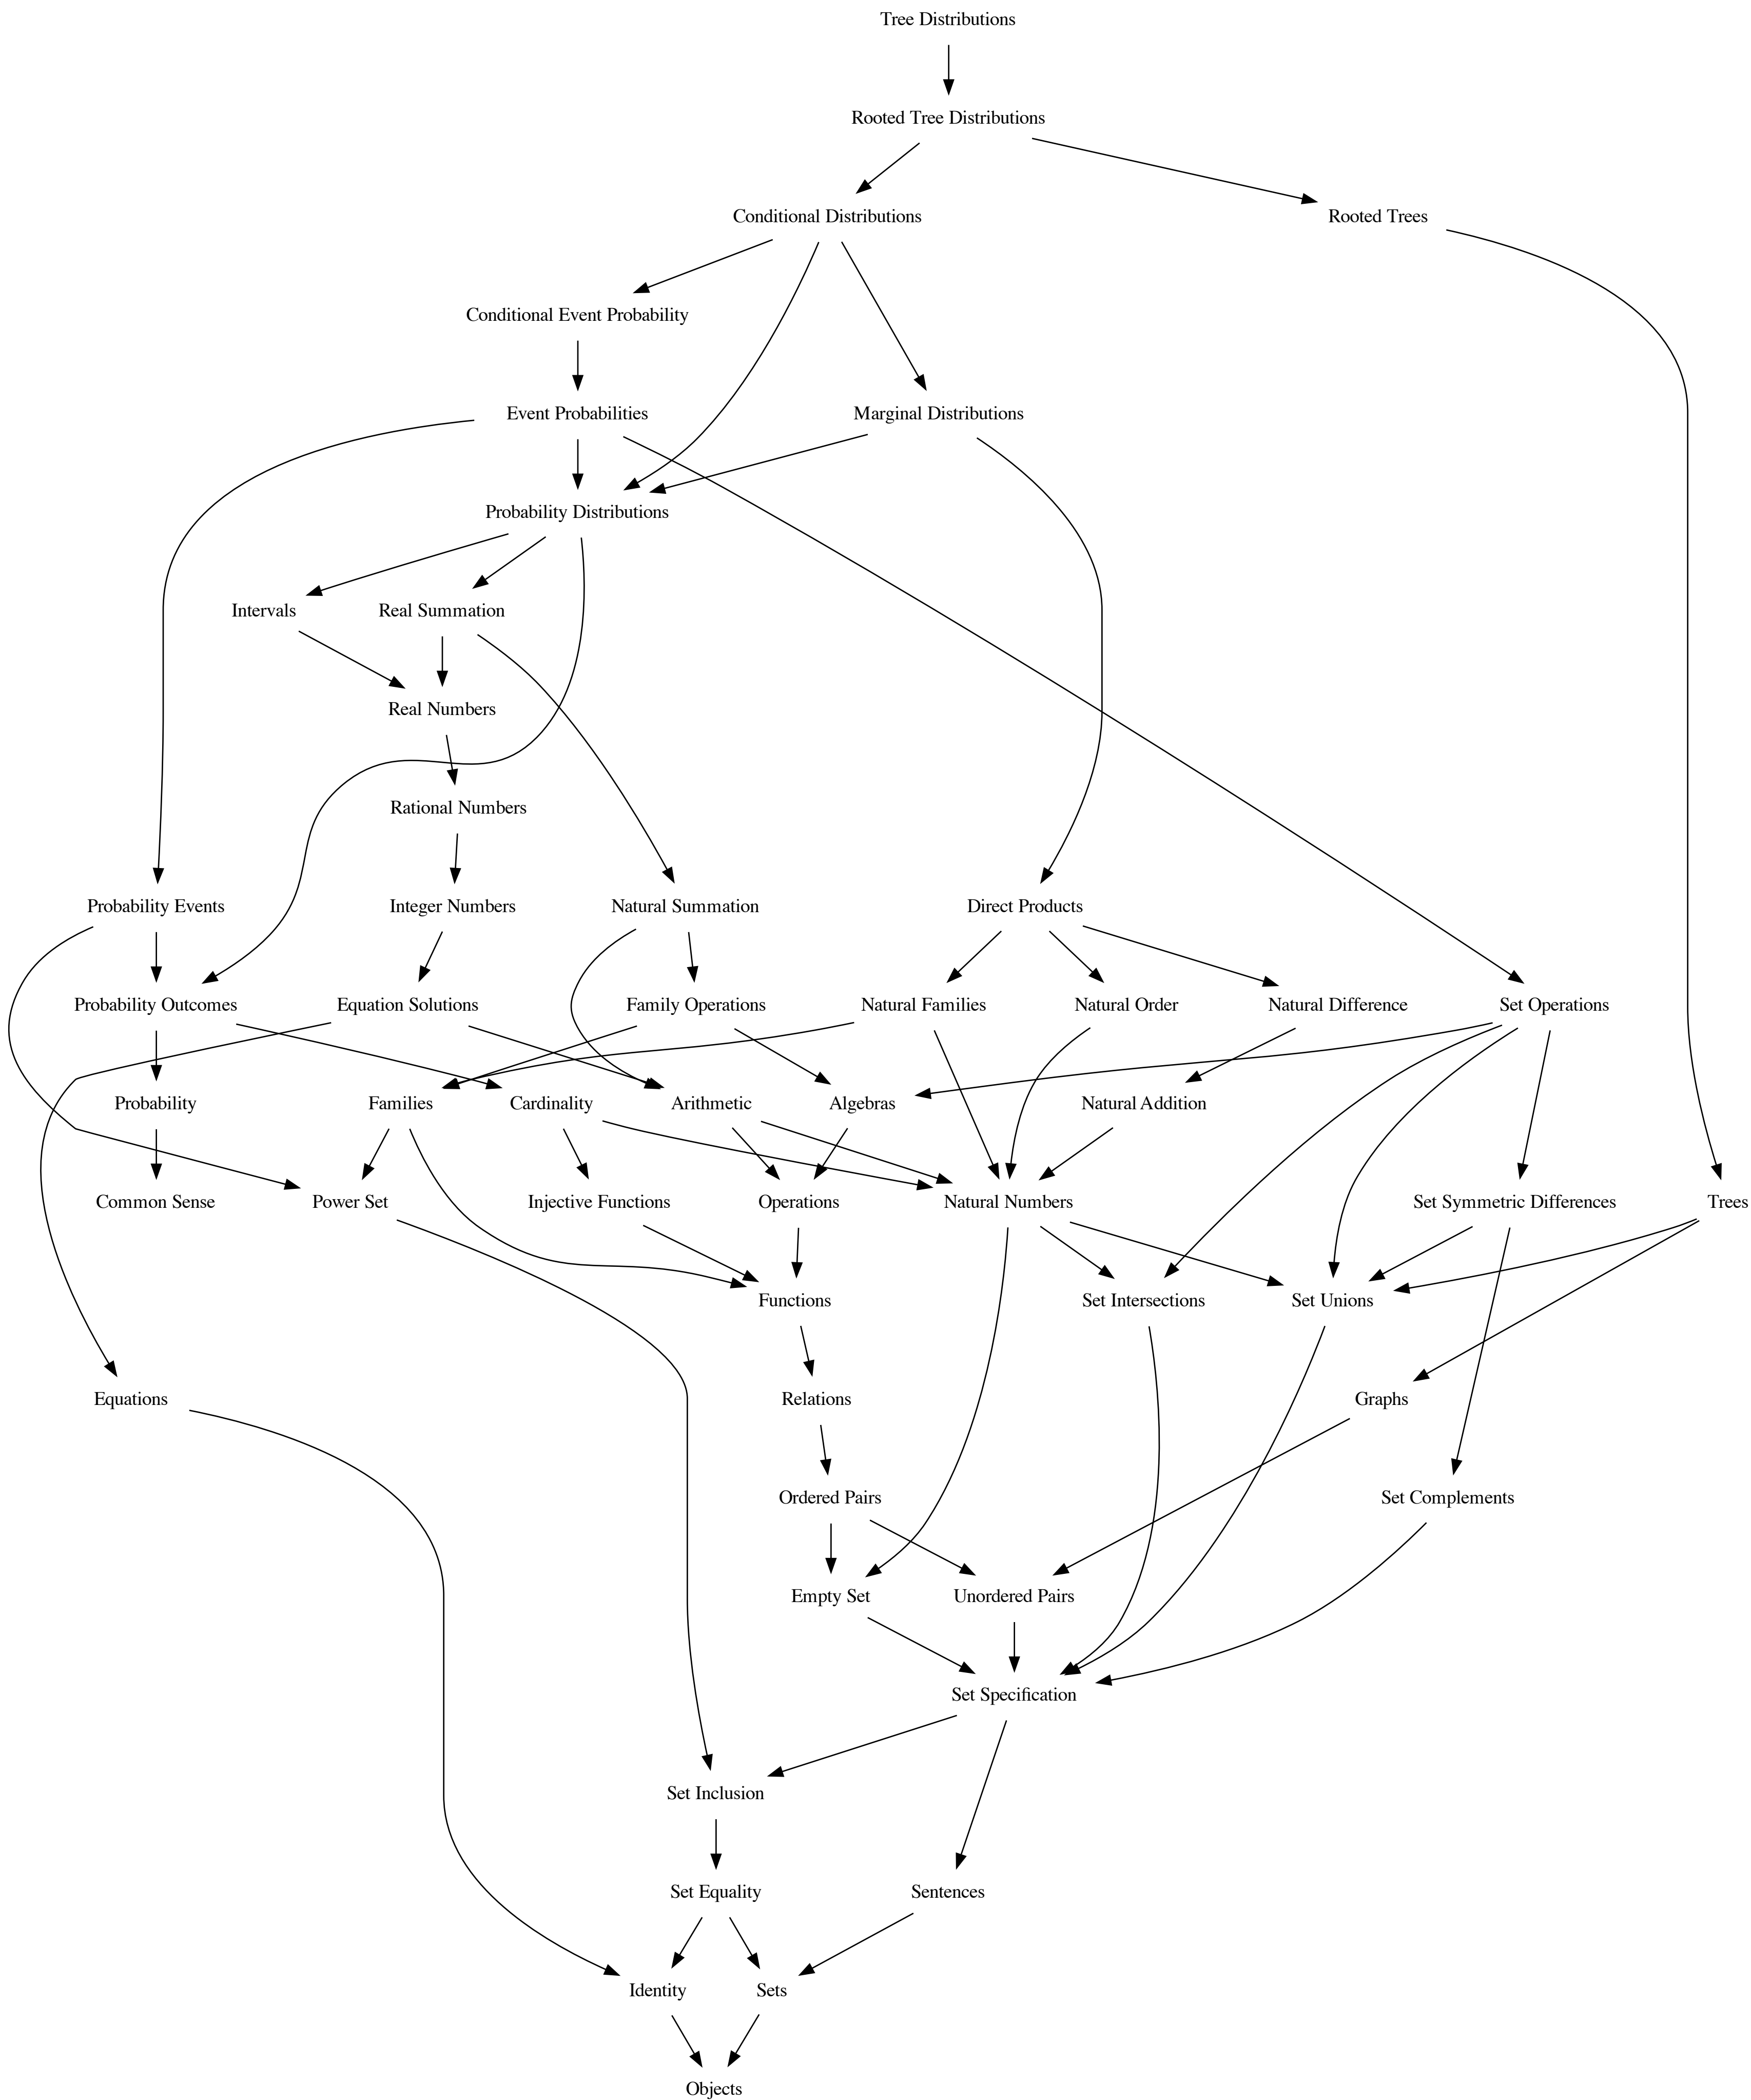 Tree Distributions
Rooted Tree Distributions
Conditional Distributions
Rooted Trees
Conditional Event Probability
Event Probabilities
Marginal Distributions
Probability Distributions
Intervals
Real Summation
Real Numbers
Rational Numbers
Probability Events
Integer Numbers
Natural Summation
Direct Products
Probability Outcomes
Equation Solutions
Family Operations
Natural Families
Natural Order
Natural Difference
Set Operations
Probability
Families
Cardinality
Arithmetic
Algebras
Natural Addition
Common Sense
Power Set
Injective Functions
Operations
Natural Numbers
Set Symmetric Differences
Trees
Functions
Set Intersections
Set Unions
Equations
Relations
Graphs
Ordered Pairs
Set Complements
Empty Set
Unordered Pairs
Set Specification
Set Inclusion
Set Equality
Sentences
Identity
Sets
Objects